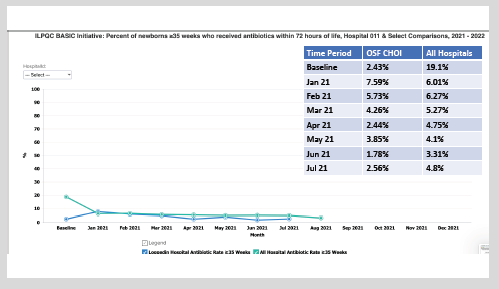 ILPQC BASIC Initiative: Percent of newborns ≥35 weeks who received antibiotics within 72 hours of life, Hospital 011 & Select Comparisons, 2021 - 2022
Time Period OSF CHOI All Hospitals
Baseline 2.43% 19.1%
Jan 21 7.59% 6.01%
Feb 21 5.73% 6.27%
Mar 21 4.26% 5.27%
Apr 21 2.44% 4.75%
May 21 3.85% 4.1%
Jun 21 1.78% 3.31%
Jul 21 2.56% 4.8%
HospitalId:
-- Select --
100
90
80
70
60
50
40
30
20
10
0
%
Baseline Jan 2021 Feb 2021 Mar 2021 Apr 2021 May 2021 Jun 2021 Jul 2021 Aug 2021 Sep 2021 Oct 2021 Nov 2021 Dec 2021
Month
Legend
Loggedin Hospital Antibiotic Rate ≥35 Weeks All Hospital Antibiotic Rate ≥35 Weeks